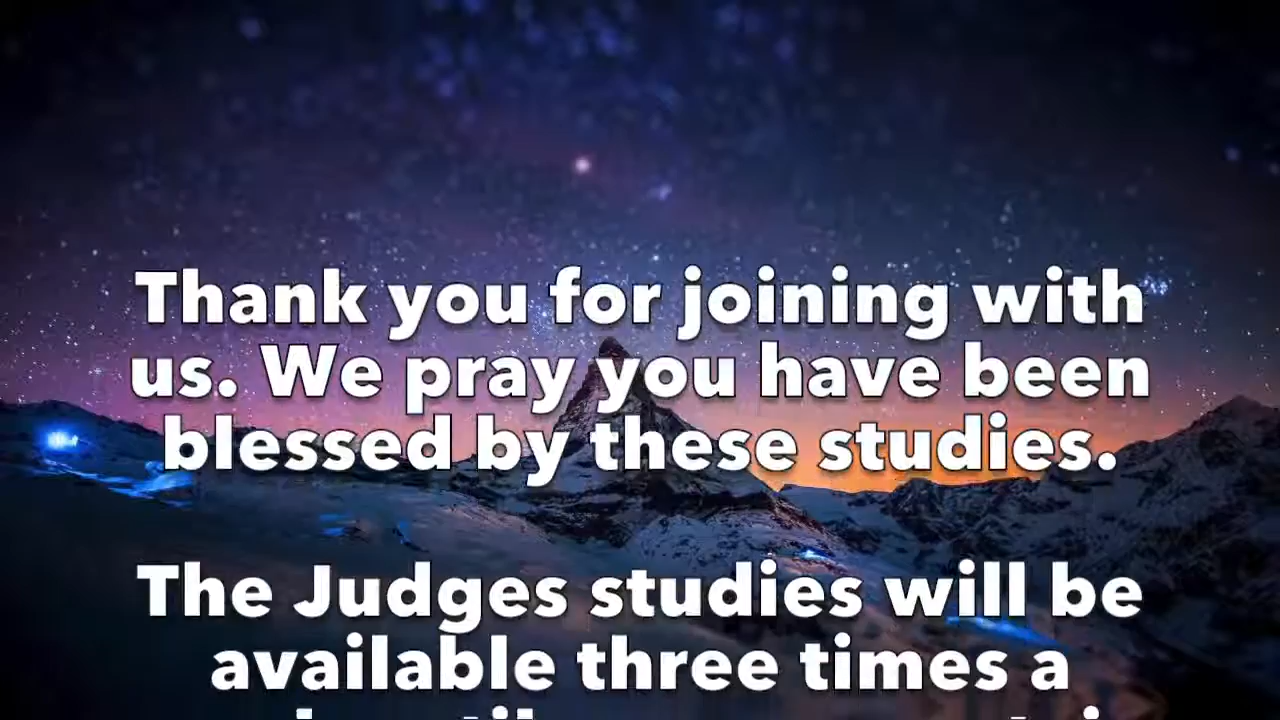 Thank you for joining with
us. We pray you have been
blessed by these studies.
The Judges studies will be
available three times a